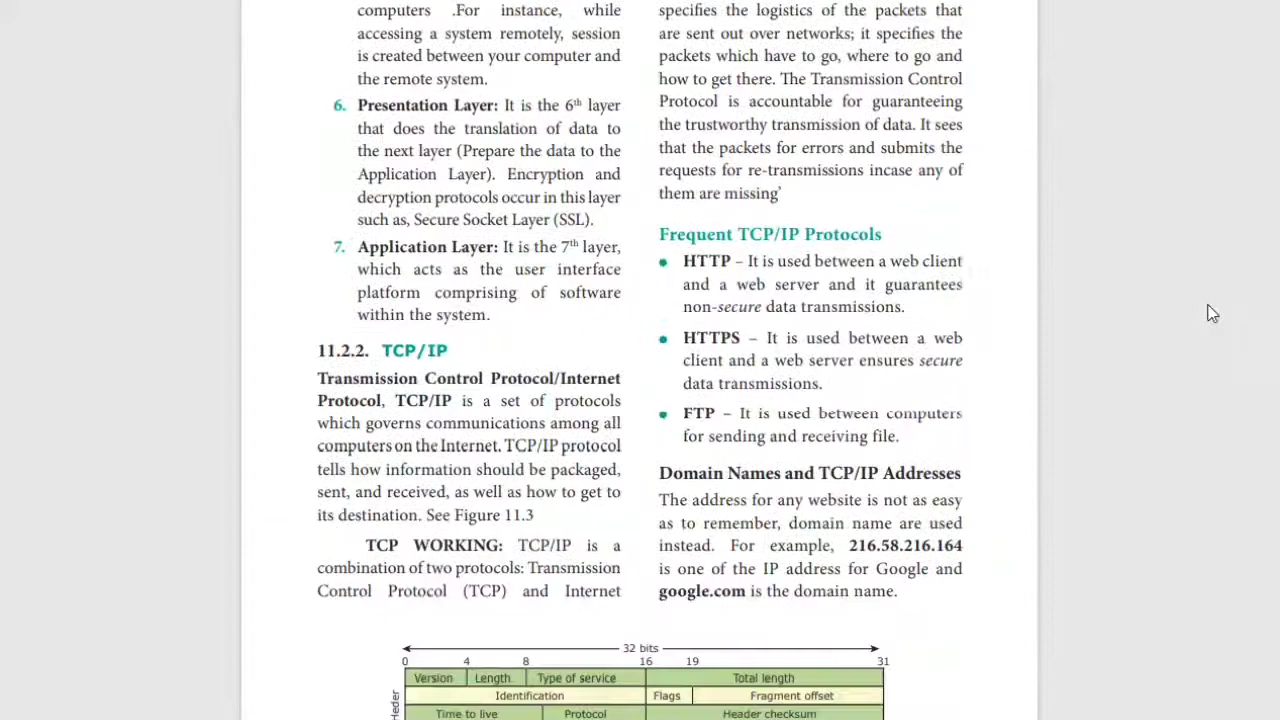 computers .For instance, while
accessing a system remotely, session
is created between your computer and
the remote system.
6. Presentation Layer: It is the 6th layer
that does the translation of data to
the next layer (Prepare the data to the
Application Layer). Encryption and
decryption protocols occur in this layer
such as, Secure Socket Layer (SSL).
7. Application Layer: It is the 7th layer,
which acts as the user interface
platform comprising of software
within the system.
11.2.2. TCP/IP
Transmission Control Protocol/Internet
Protocol, TCP/IP is a set of protocols
which governs communications among all
computers on the Internet. TCP/IP protocol
tells how information should be packaged,
sent, and received, as well as how to get to
its destination. See Figure 11.3
TCP WORKING: TCP/IP is a
combination of two protocols: Transmission
Control Protocol (TCP) and Internet
specifies the logistics of the packets that
are sent out over networks; it specifies the
packets which have to go, where to go and
how to get there. The Transmission Control
Protocol is accountable for guaranteeing
the trustworthy transmission of data. It sees
that the packets for errors and submits the
requests for re-transmissions incase any of
them are missing'
Frequent TCP/IP Protocols
• HTTP – It is used between a web client
and a web server and it guarantees
non-secure data transmissions.
• HTTPS – It is used between a web
client and a web server ensures secure
data transmissions.
• FTP – It is used between computers
for sending and receiving file.
Domain Names and TCP/IP Addresses
The address for any website is not as easy
as to remember, domain name are used
instead. For example, 216.58.216.164
is one of the IP address for Google and
google.com is the domain name.
32 bits
0 4 8 16 19 31
Version Length Type of service Total length
Identification Flags Fragment offset
Time to live Protocol Header checksum
Heder